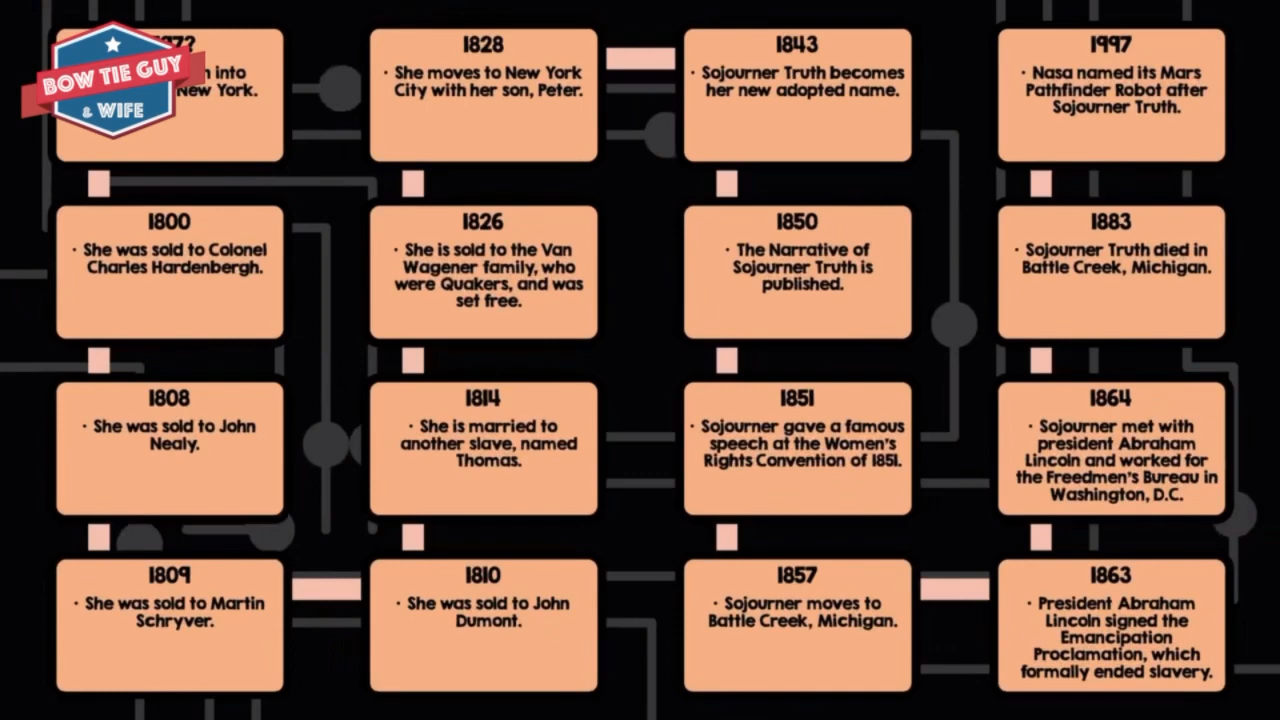 BOW TIE GUY
& WIFE
into
New York.
1800
· She was sold to Colonel
Charles Hardenbergh.
1808
· She was sold to John
Nealy.
1809
· She was sold to Martin
Schryver.
1810
· She was sold to John
Dumont.
1814
· She is married to
another slave, named
Thomas.
1826
· She is sold to the Van
Wagener family, who
were Quakers, and was
set free.
1828
· She moves to New York
City with her son, Peter.
1843
· Sojourner Truth becomes
her new adopted name.
1850
· The Narrative of
Sojourner Truth is
published.
1851
· Sojourner gave a famous
speech at the Women's
Rights Convention of 1851.
1857
· Sojourner moves to
Battle Creek, Michigan.
1863
· President Abraham
Lincoln signed the
Emancipation
Proclamation, which
formally ended slavery.
1864
· Sojourner met with
president Abraham
Lincoln and worked for
the Freedmen's Bureau in
Washington, D.C.
1883
· Sojourner Truth died in
Battle Creek, Michigan.
1997
· Nasa named its Mars
Pathfinder Robot after
Sojourner Truth.